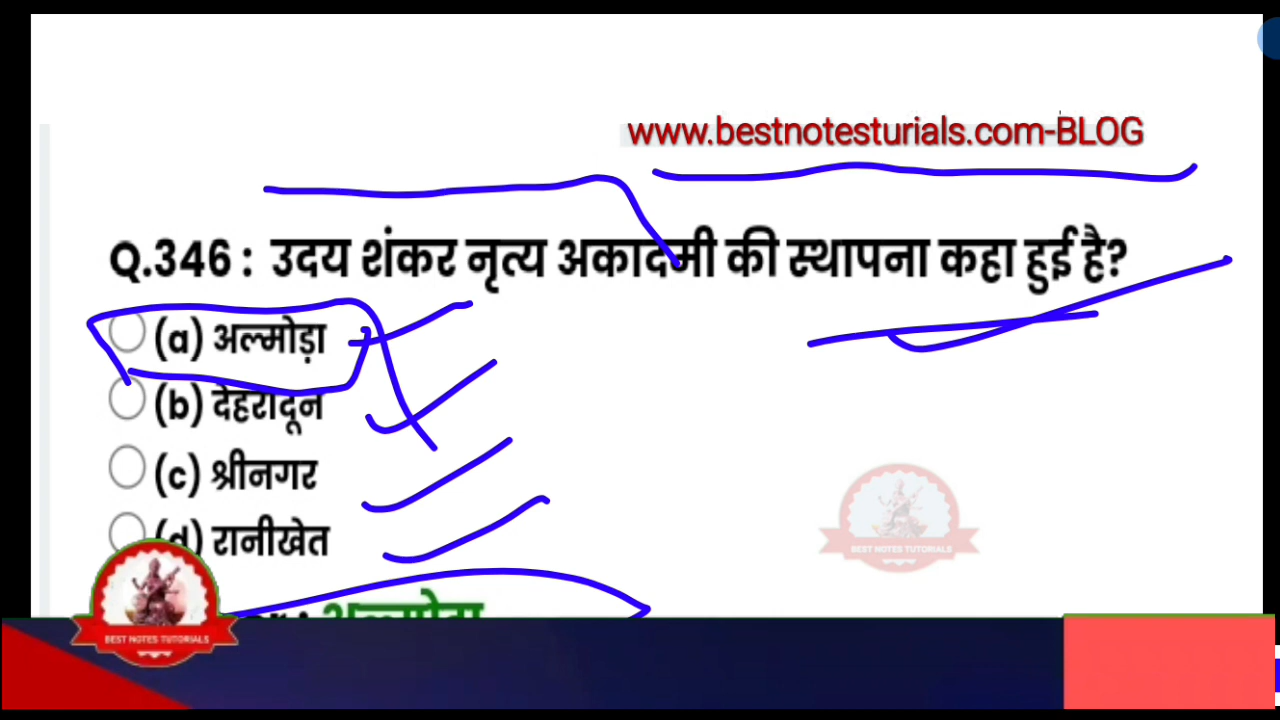 www.bestnotesturials.com-BLOG
Q.346 : उदय शंकर नृत्य अकादमी की स्थापना कहा हुई है?
(a) अल्मोड़ा
(b) देहरादून
(c) श्रीनगर
(d) रानीखेत
BEST NOTES TUTORIALS
अल्मोड़ा
BEST NOTES TUTORIALS